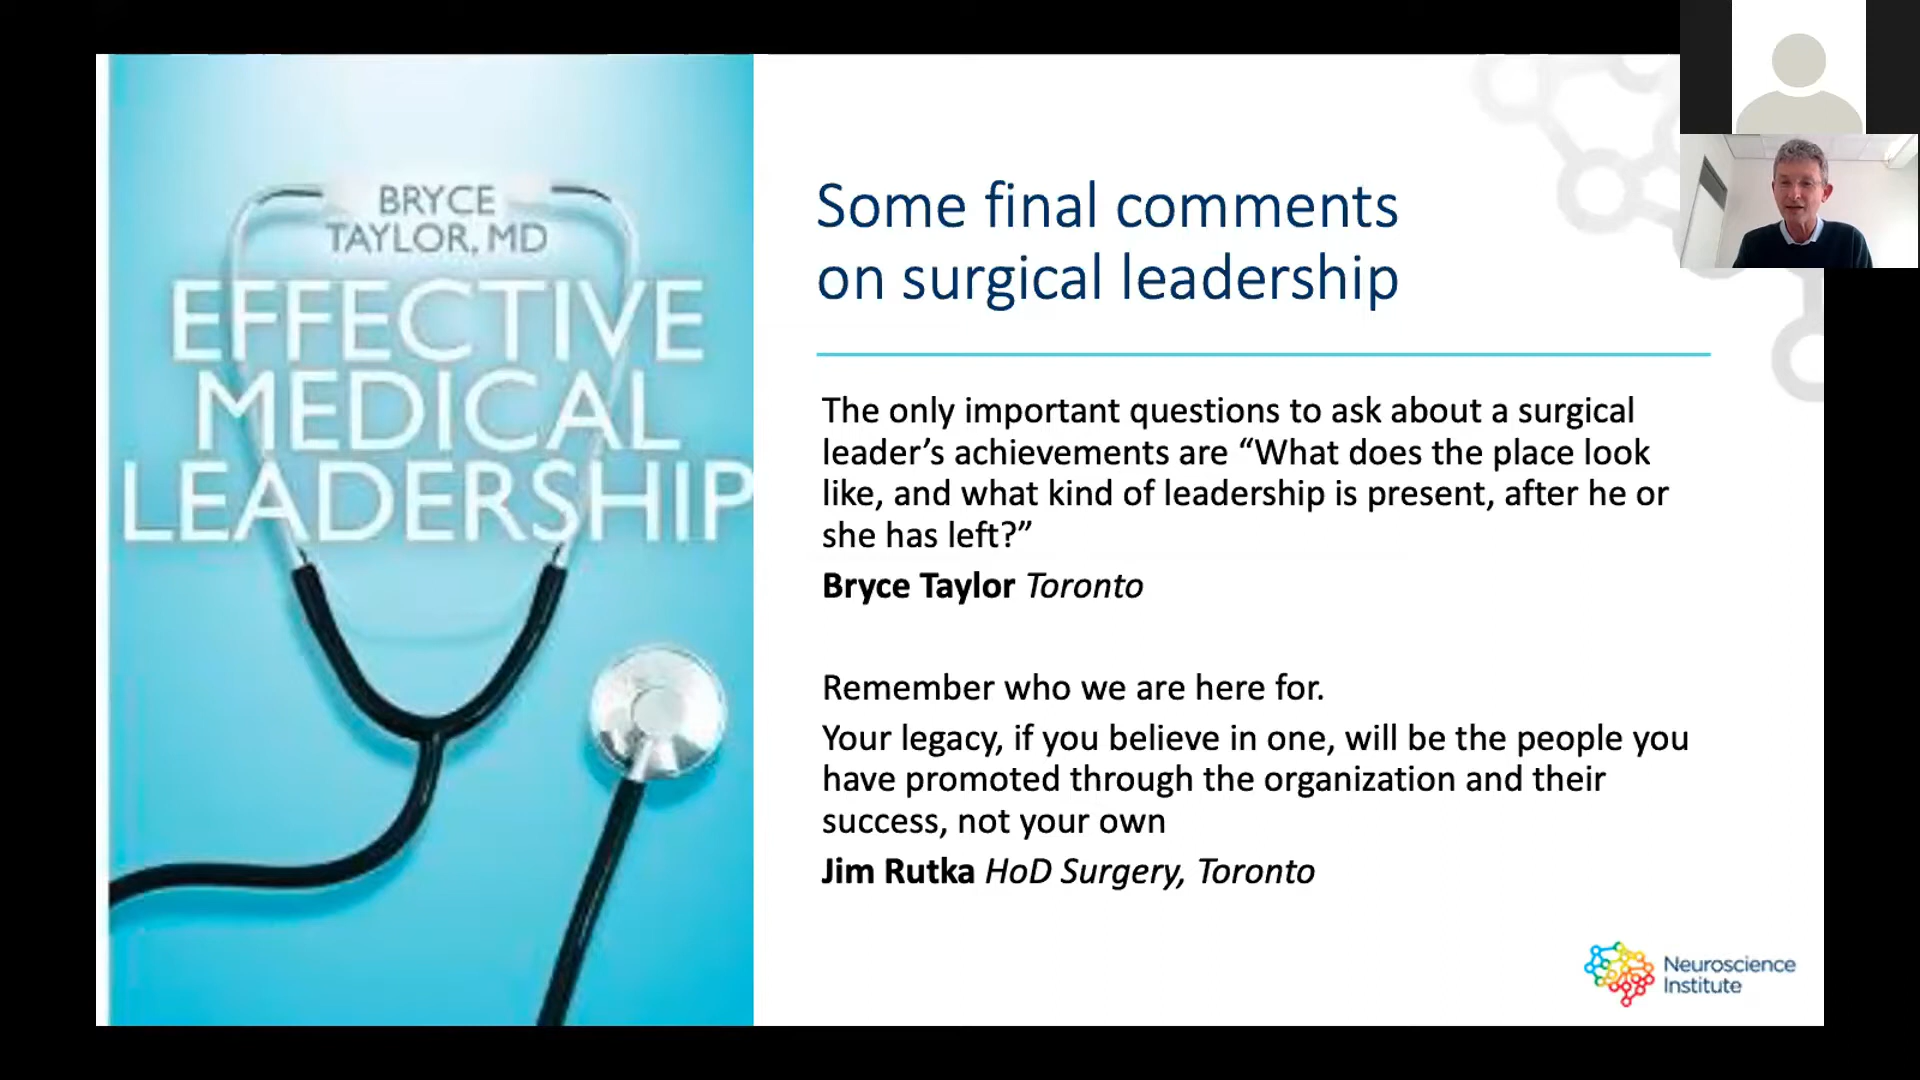 BRYCE
TAYLOR, MD
EFFECTIVE
MEDICAL
LEADERSHIP
Some final comments
on surgical leadership
The only important questions to ask about a surgical
leader’s achievements are “What does the place look
like, and what kind of leadership is present, after he or
she has left?”
Bryce Taylor Toronto
Remember who we are here for.
Your legacy, if you believe in one, will be the people you
have promoted through the organization and their
success, not your own
Jim Rutka HoD Surgery, Toronto
Neuroscience
Institute